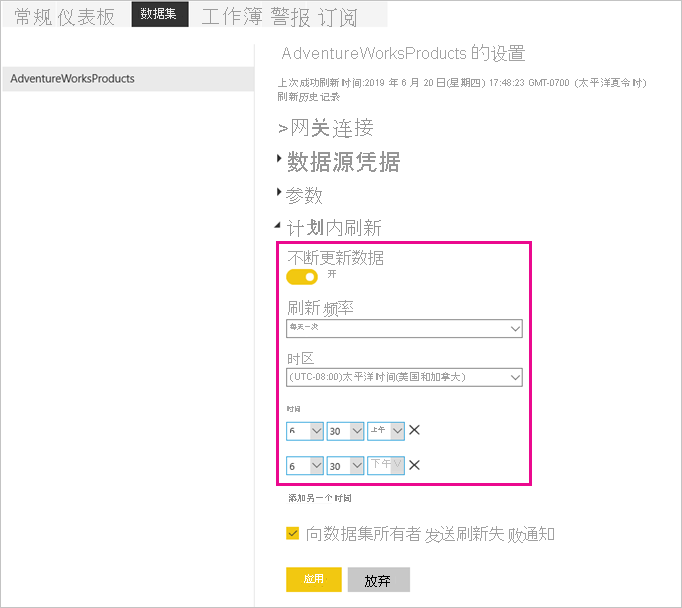 常规 仪表板 数据集 工作簿 警报 订阅
AdventureWorksProducts
AdventureWorksProducts 的设置
上次成功刷新时间:2019 年 6 月 20 日(星期四) 17:48:23 GMT-0700 (太平洋夏令时)
刷新历史记录
>网关连接
数据源凭据
参数
计划内刷新
不断更新数据
开
刷新频率
每天一次
时区
(UTC-08:00)太平洋时间(美国和加拿大)
时间
6 30 上午
6 30 下午
添加另一个时间
向数据集所有者发送刷新失败通知
应用 放弃